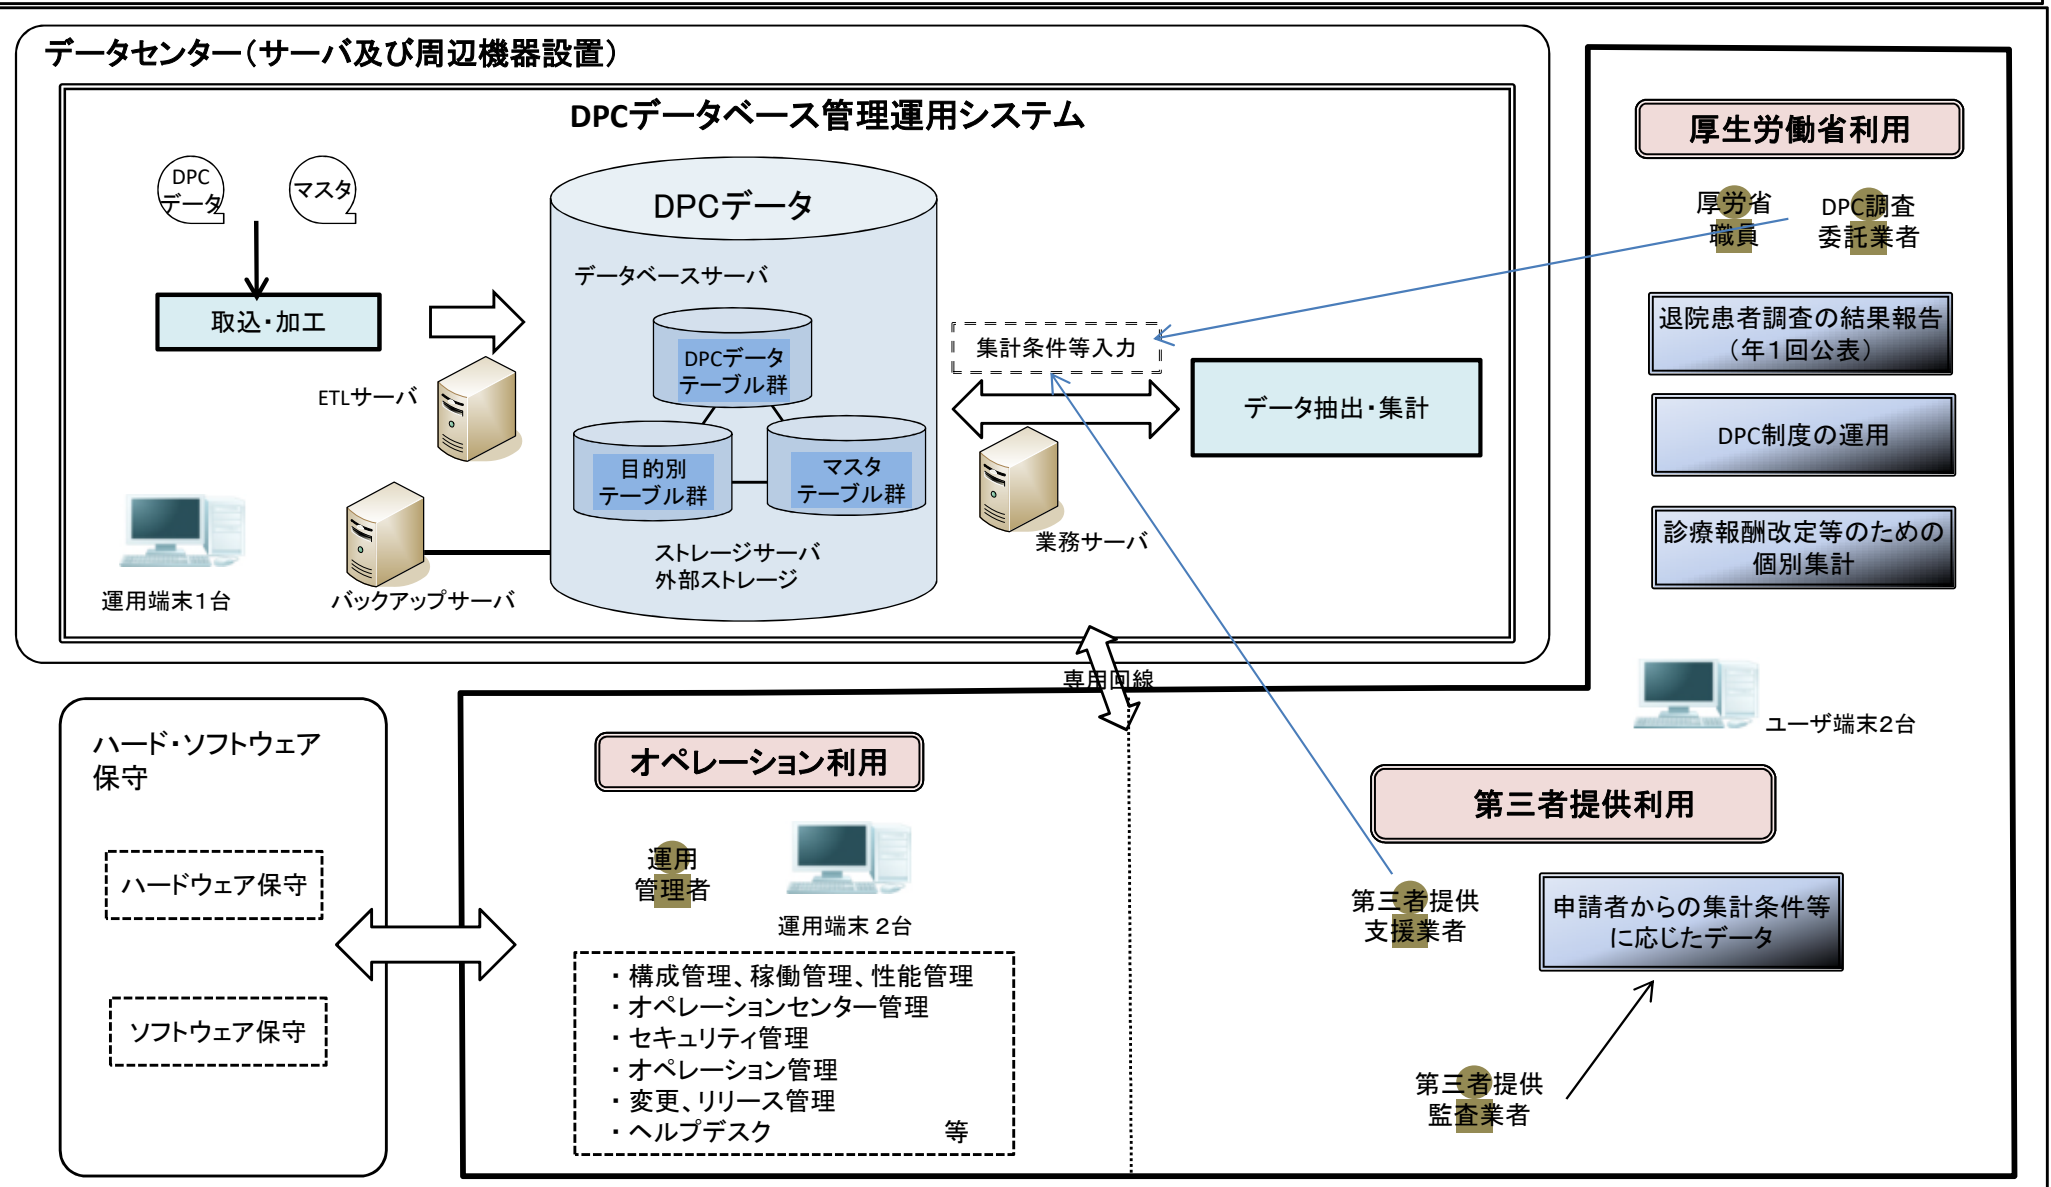 データセンター（サーバ及び周辺機器設置）
DPCデータベース管理運用システム
DPC
データ
マスタ
取込・加工
ETLサーバ
運用端末１台
バックアップサーバ
DPCデータ
データベースサーバ
DPCデータ
テーブル群
目的別
テーブル群
マスタ
テーブル群
ストレージサーバ
外部ストレージ
集計条件等入力
業務サーバ
データ抽出・集計
専用回線
厚生労働省利用
厚労省
職員
DPC調査
委託業者
退院患者調査の結果報告
（年１回公表）
DPC制度の運用
診療報酬改定等のための
個別集計
ユーザ端末２台
ハード・ソフトウェア
保守
ハードウェア保守
ソフトウェア保守
オペレーション利用
運用
管理者
運用端末 ２台
・構成管理、稼働管理、性能管理
・オペレーションセンター管理
・セキュリティ管理
・オペレーション管理
・変更、リリース管理
・ヘルプデスク 等
第三者提供利用
第三者提供
支援業者
申請者からの集計条件等
に応じたデータ
第三者提供
監査業者